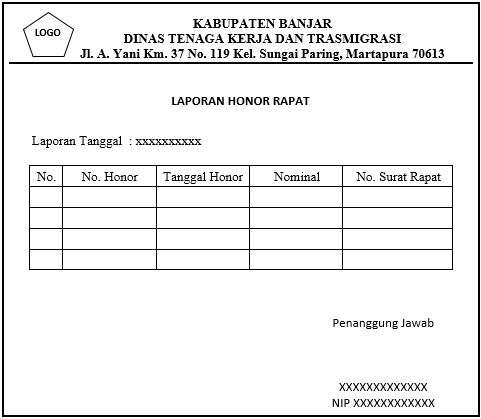 LOGO
KABUPATEN BANJAR
DINAS TENAGA KERJA DAN TRASMIGRASI
Jl. A. Yani Km. 37 No. 119 Kel. Sungai Paring, Martapura 70613
LAPORAN HONOR RAPAT
Laporan Tanggal : xxxxxxxxxx
No. No. Honor Tanggal Honor Nominal No. Surat Rapat
Penanggung Jawab
XXXXXXXXXXXXX
NIP XXXXXXXXXXXX